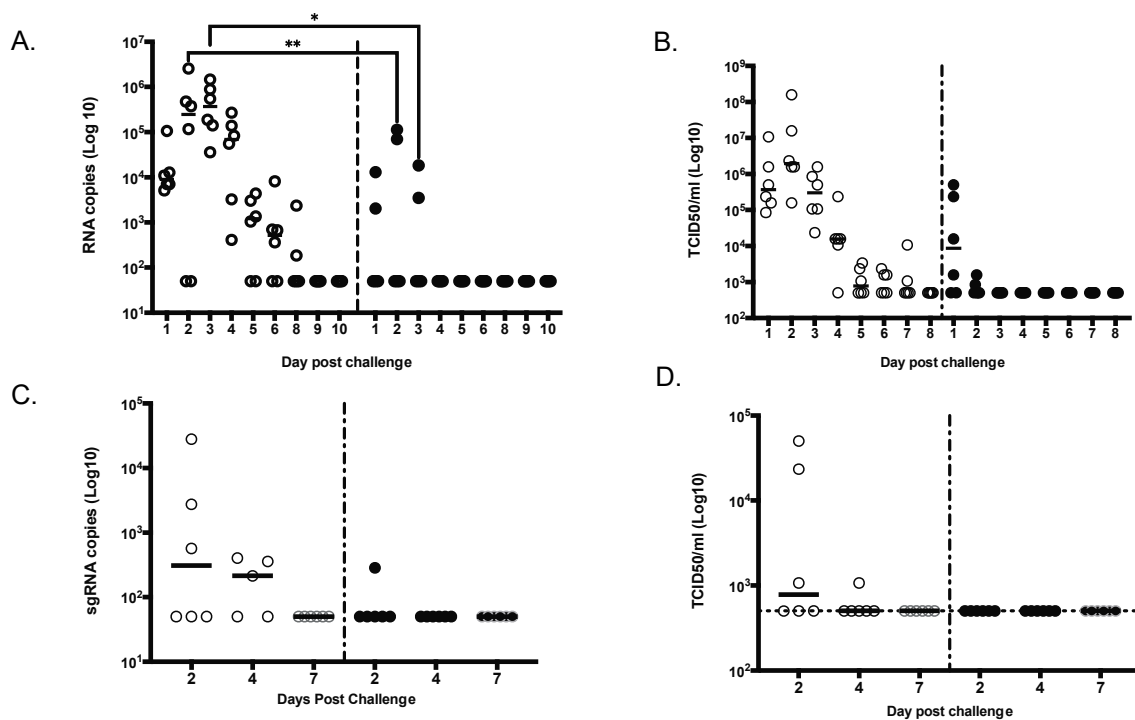 A.
*
**
10^7
10^6
10^5
10^4
10^3
10^2
10^1
RNA copies (Log 10)
1 2 3 4 5 6 8 9 10 1 2 3 4 5 6 8 9 10
Day post challenge
B.
10^9
10^8
10^7
10^6
10^5
10^4
10^3
10^2
TCID50/ml (Log10)
1 2 3 4 5 6 7 8 1 2 3 4 5 6 7 8
Day post challenge
C.
10^5
10^4
10^3
10^2
10^1
sgRNA copies (Log10)
2 4 7 2 4 7
Days Post Challenge
D.
10^5
10^4
10^3
10^2
TCID50/ml (Log10)
2 4 7 2 4 7
Day post challenge